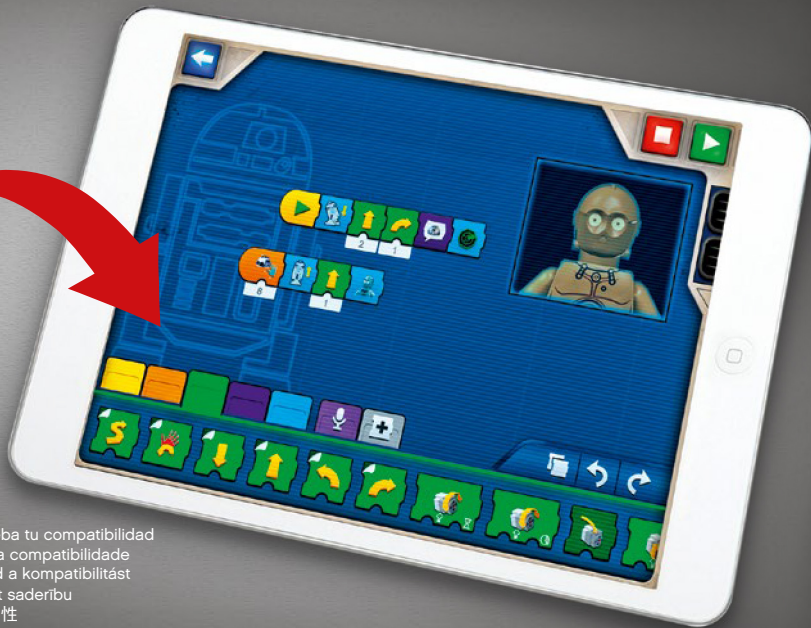 2 1
8 1
ba tu compatibilidad
a compatibilidade
d a kompatibilitást
t saderību
性